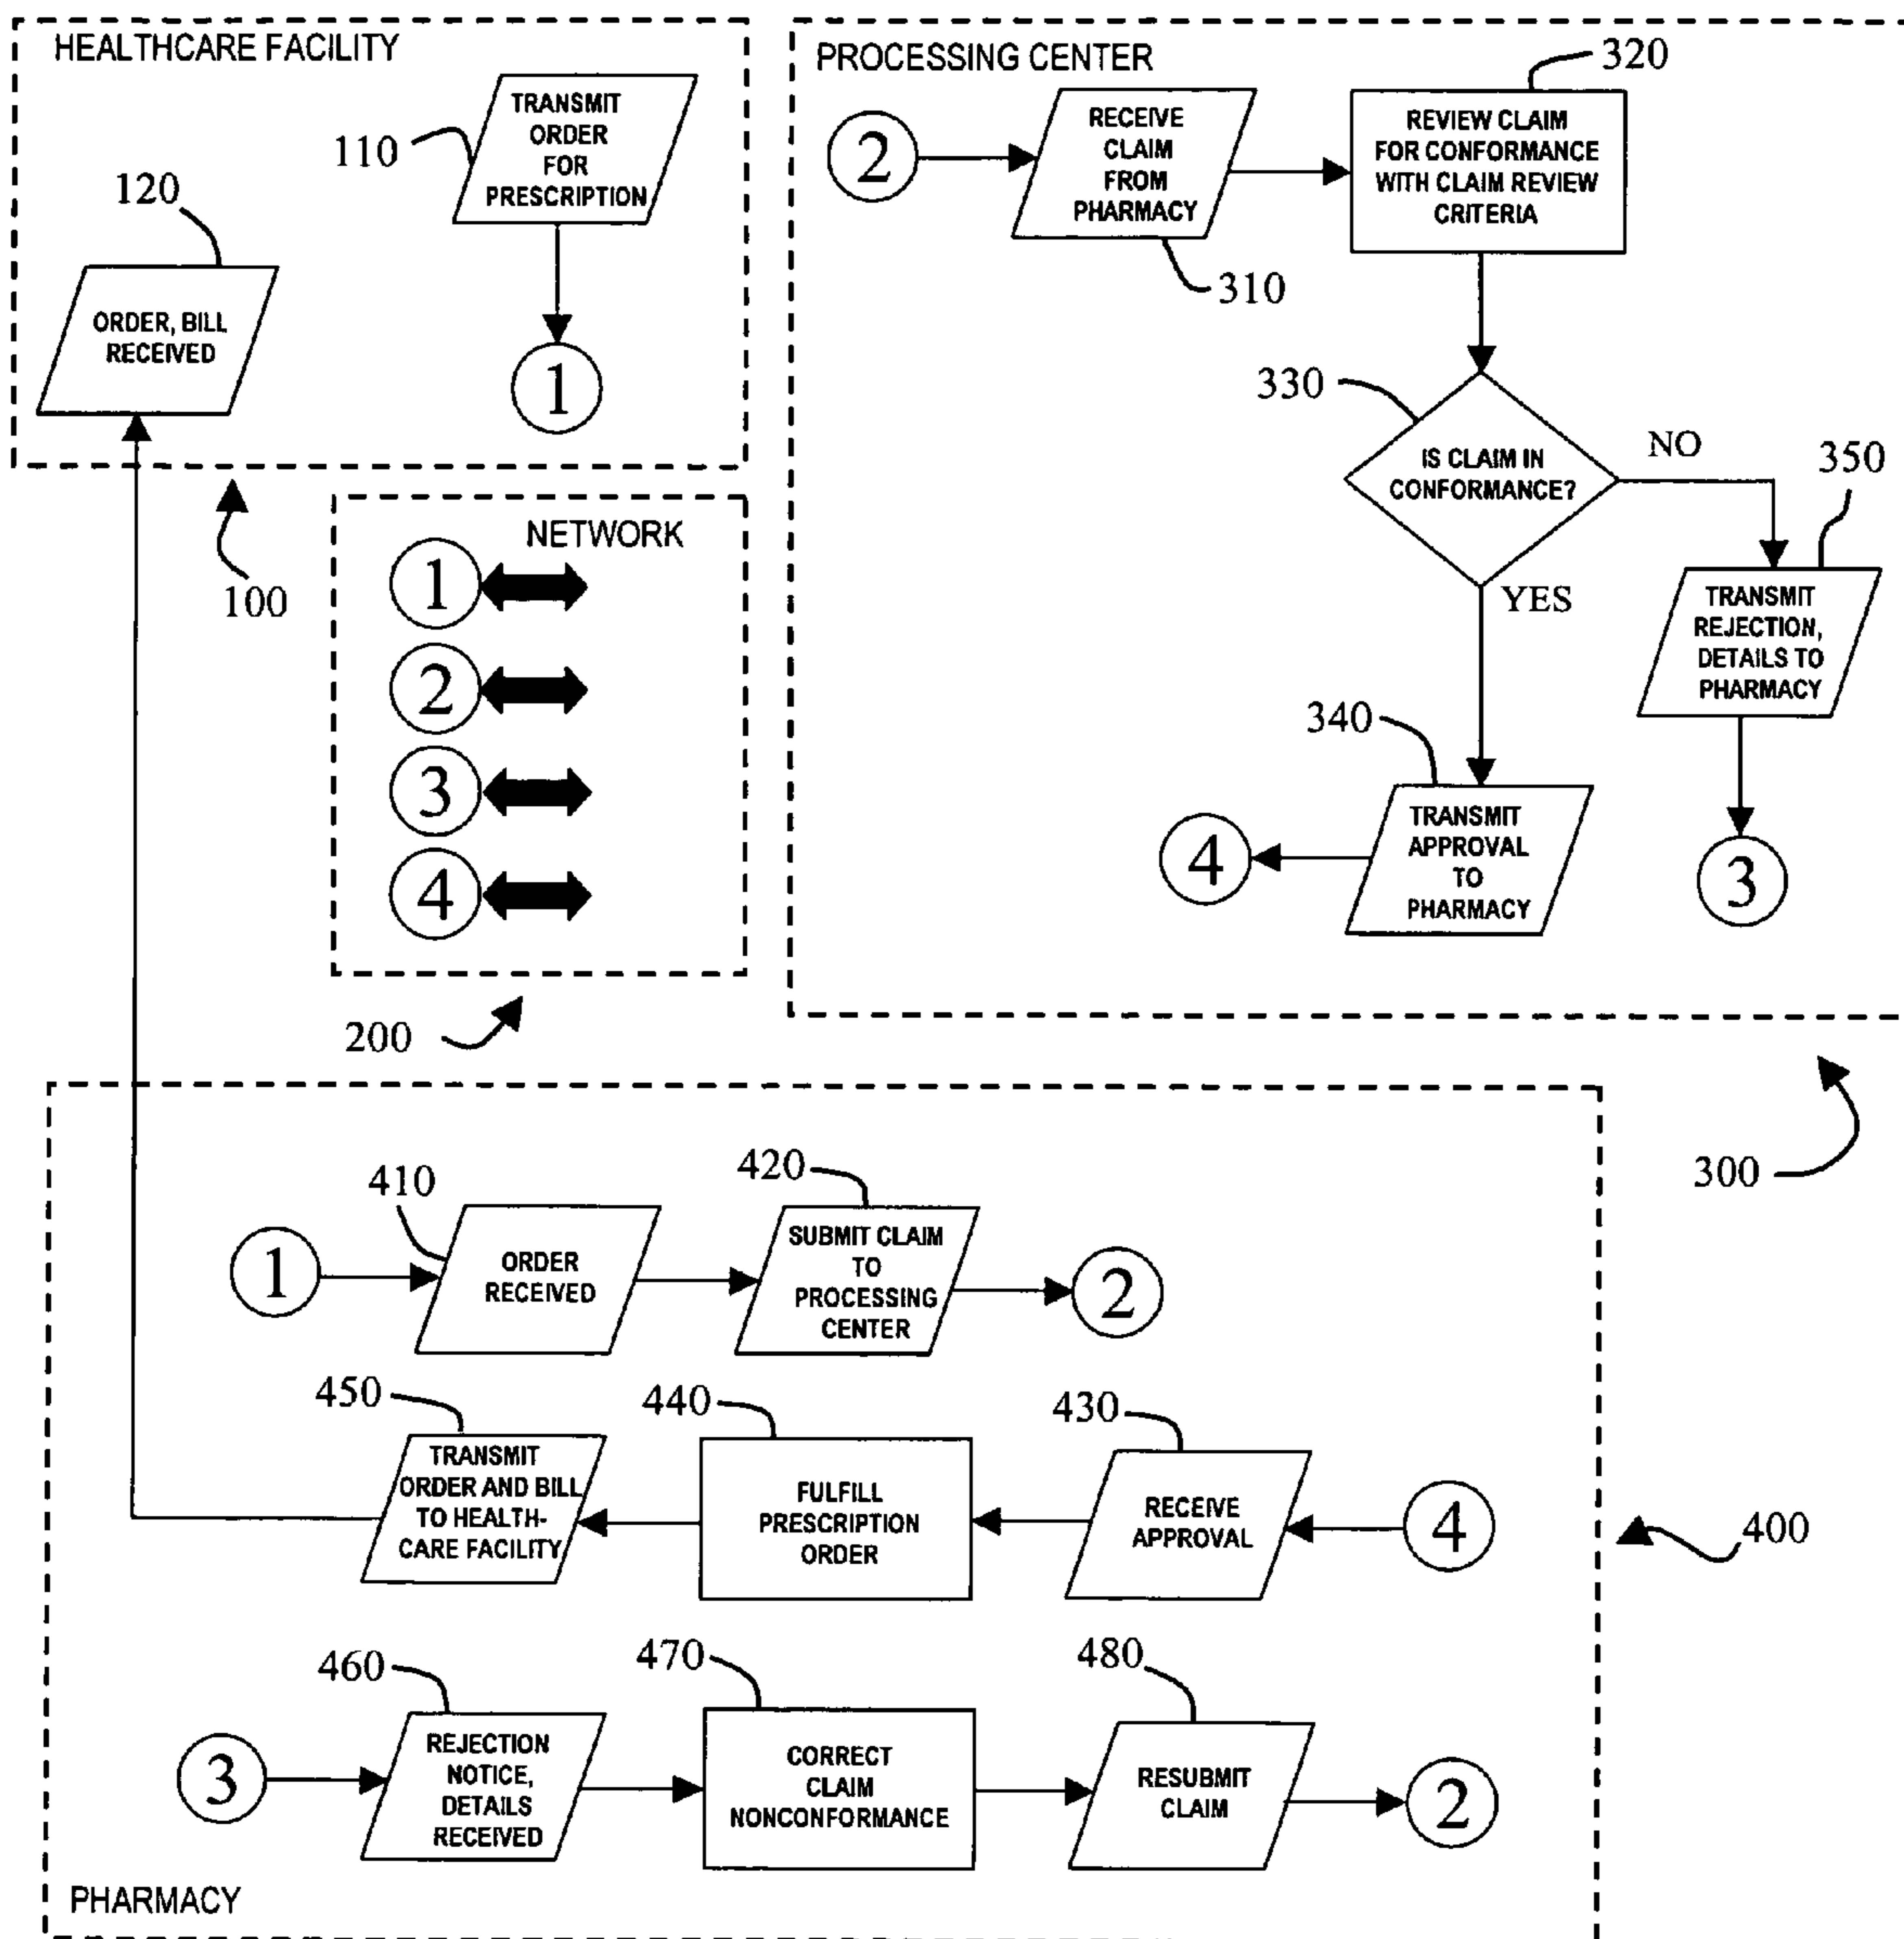 HEALTHCARE FACILITY
110
TRANSMIT
ORDER
FOR
PRESCRIPTION
1
120
ORDER, BILL
RECEIVED
100
NETWORK
1
2
3
4
200
PROCESSING CENTER
2
RECEIVE
CLAIM
FROM
PHARMACY
310
320
REVIEW CLAIM
FOR CONFORMANCE
WITH CLAIM REVIEW
CRITERIA
330
IS CLAIM IN
CONFORMANCE?
NO
YES
350
TRANSMIT
REJECTION,
DETAILS TO
PHARMACY
3
340
TRANSMIT
APPROVAL
TO
PHARMACY
4
300
1
410
ORDER
RECEIVED
420
SUBMIT CLAIM
TO
PROCESSING
CENTER
2
450
TRANSMIT
ORDER AND BILL
TO HEALTH-
CARE FACILITY
440
FULFILL
PRESCRIPTION
ORDER
430
RECEIVE
APPROVAL
4
400
3
460
REJECTION
NOTICE,
DETAILS
RECEIVED
470
CORRECT
CLAIM
NONCONFORMANCE
480
RESUBMIT
CLAIM
2
PHARMACY